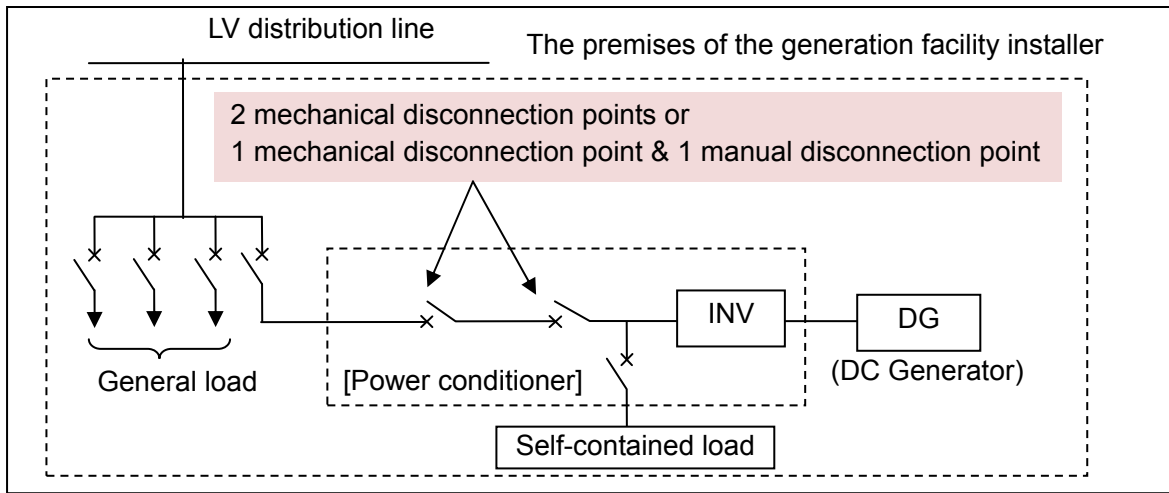 LV distribution line
The premises of the generation facility installer
2 mechanical disconnection points or
1 mechanical disconnection point & 1 manual disconnection point
INV
DG
(DC Generator)
General load
[Power conditioner]
Self-contained load